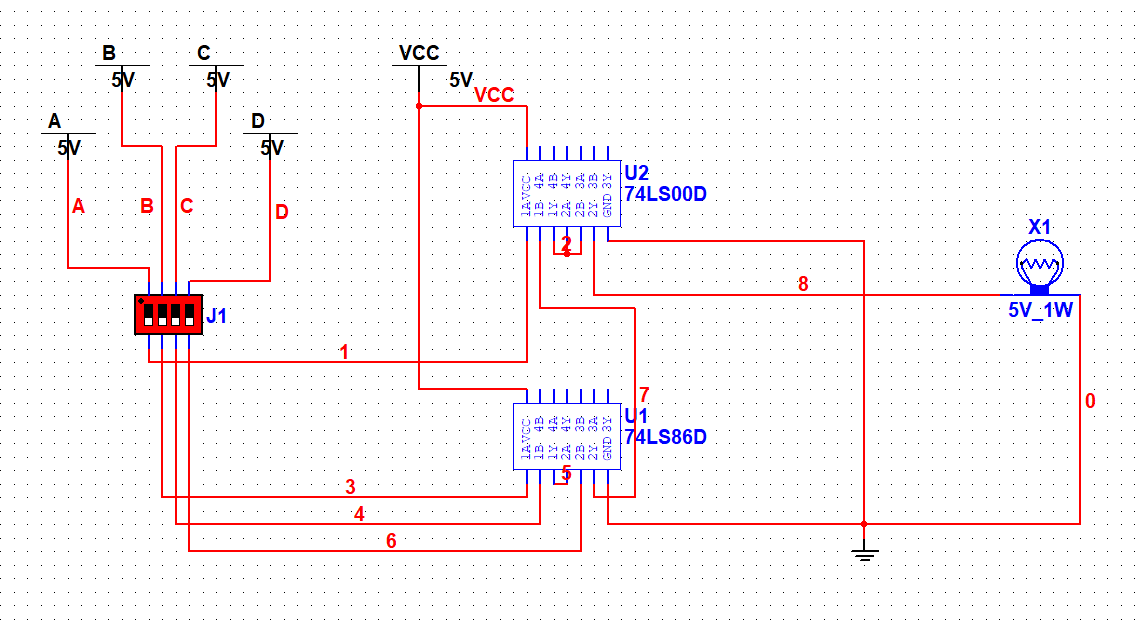 B
C
VCC
5V
5V
5V
VCC
A
D
5V
5V
A
B
C
D
U2
74LS00D
1A VCC
1B 4A
1Y 4B
2A 4Y
2B 3A
2Y 3B
GND 3Y
2
X1
8
5V_1W
J1
1
7
0
U1
74LS86D
1A VCC
1B 4B
1Y 4A
2A 4Y
2B 3B
2Y 3A
GND 3Y
5
3
4
6